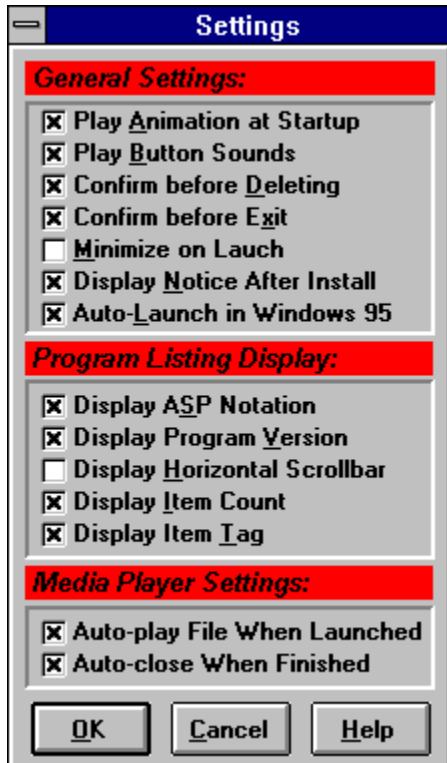 Settings
General Settings:
Play Animation at Startup
Play Button Sounds
Confirm before Deleting
Confirm before Exit
Minimize on Lauch
Display Notice After Install
Auto-Launch in Windows 95
Program Listing Display:
Display ASP Notation
Display Program Version
Display Horizontal Scrollbar
Display Item Count
Display Item Tag
Media Player Settings:
Auto-play File When Launched
Auto-close When Finished
OK Cancel Help